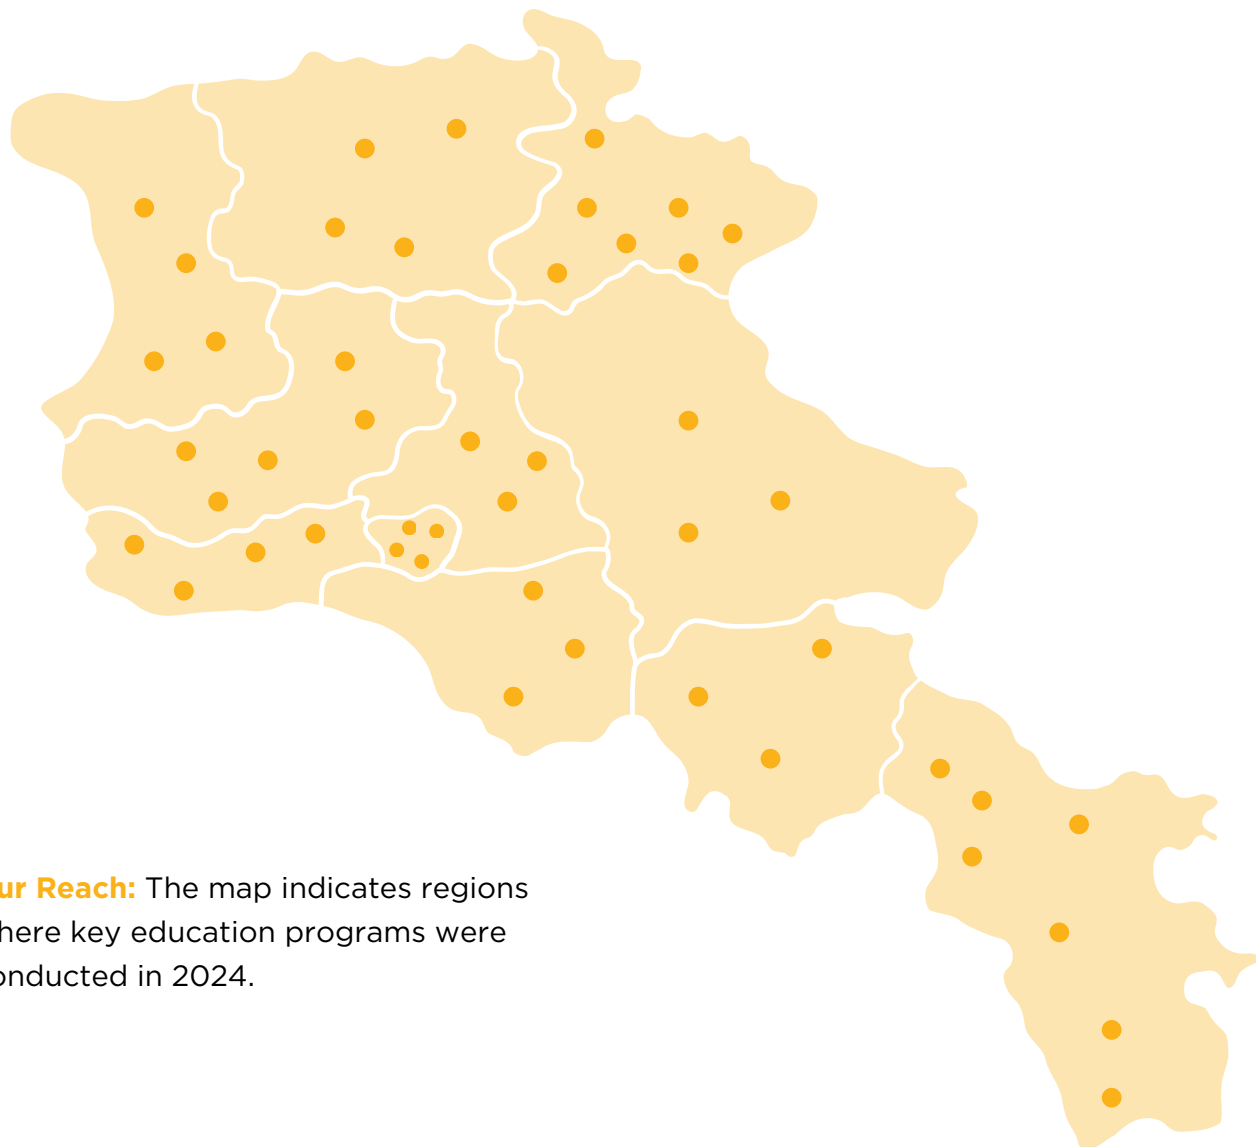 ur Reach: The map indicates regions
here key education programs were
onducted in 2024.